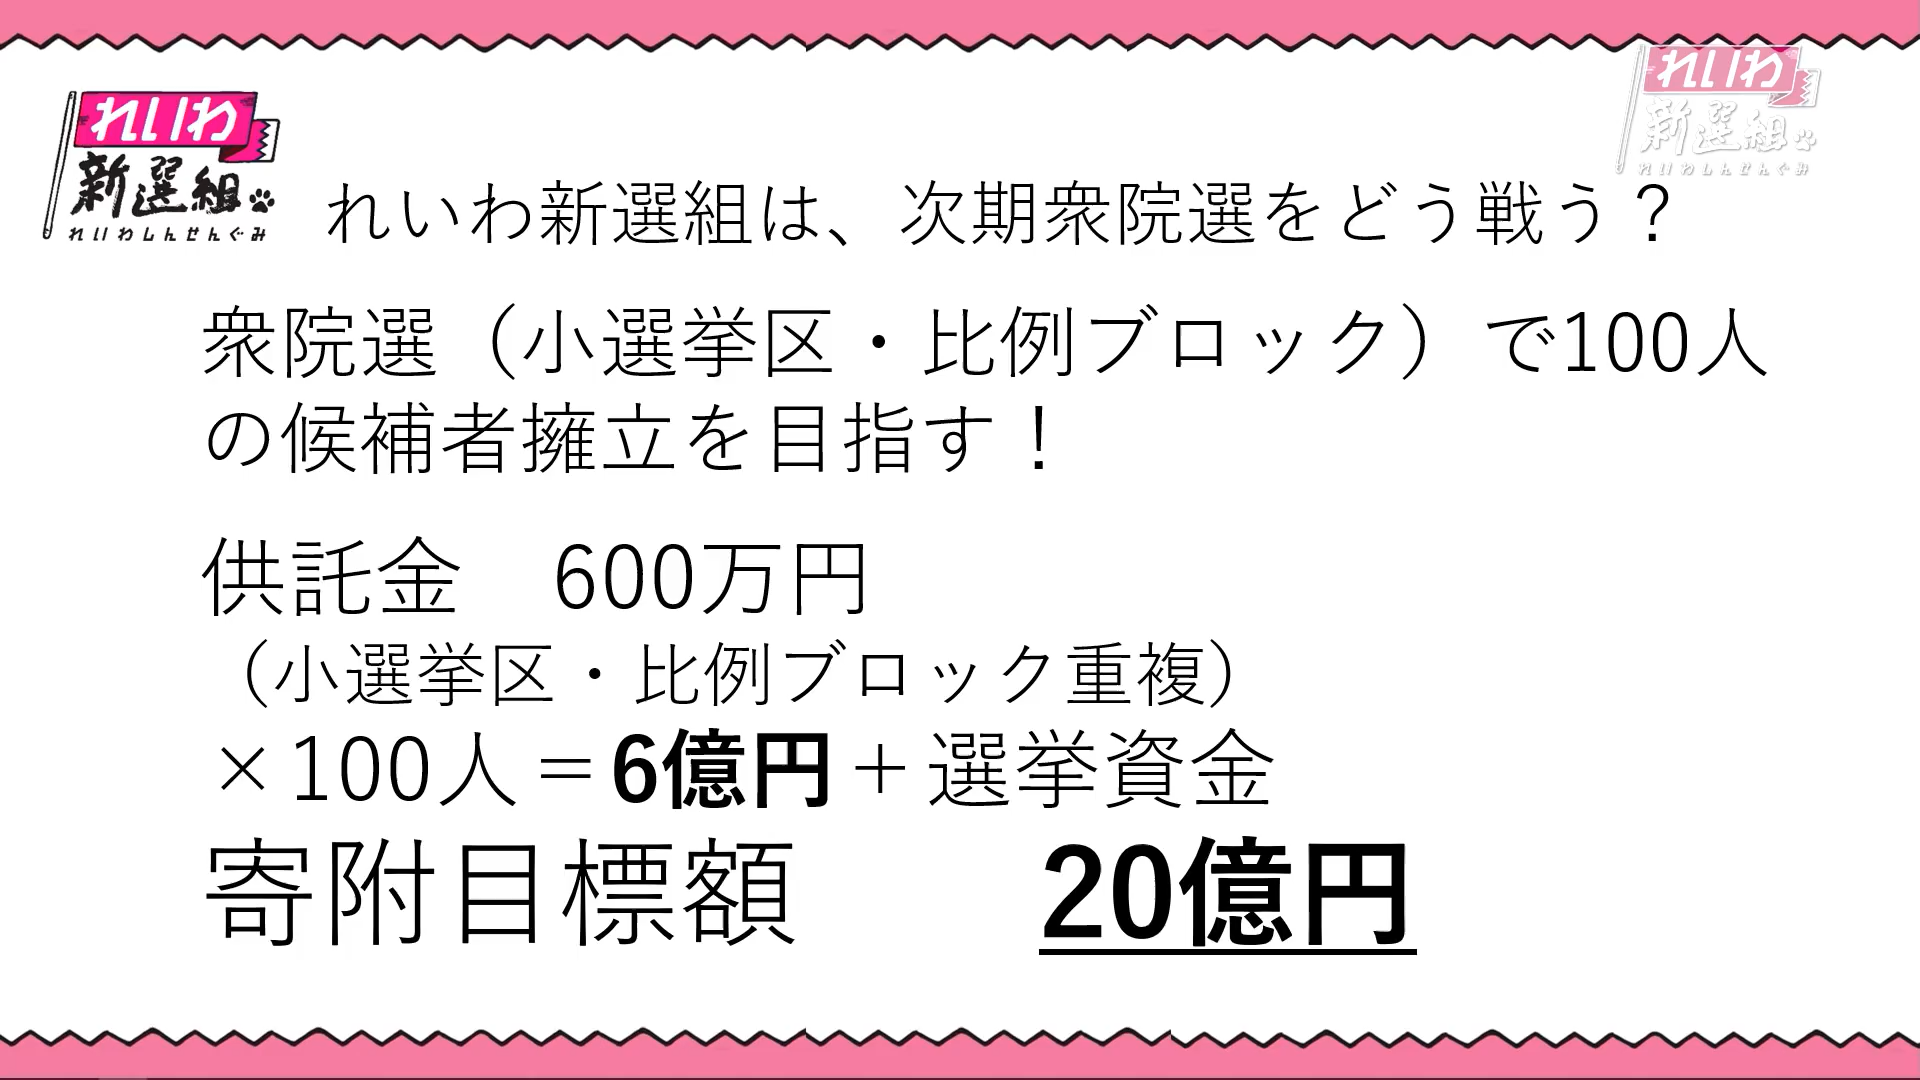 れいわ
新選組
れいわしんせんぐみ
れいわ
新選組
れいわしんせんぐみ
れいわ新選組は、次期衆院選をどう戦う？
衆院選（小選挙区・比例ブロック）で100人
の候補者擁立を目指す！
供託金　600万円
（小選挙区・比例ブロック重複）
×100人＝6億円＋選挙資金
寄附目標額　20億円